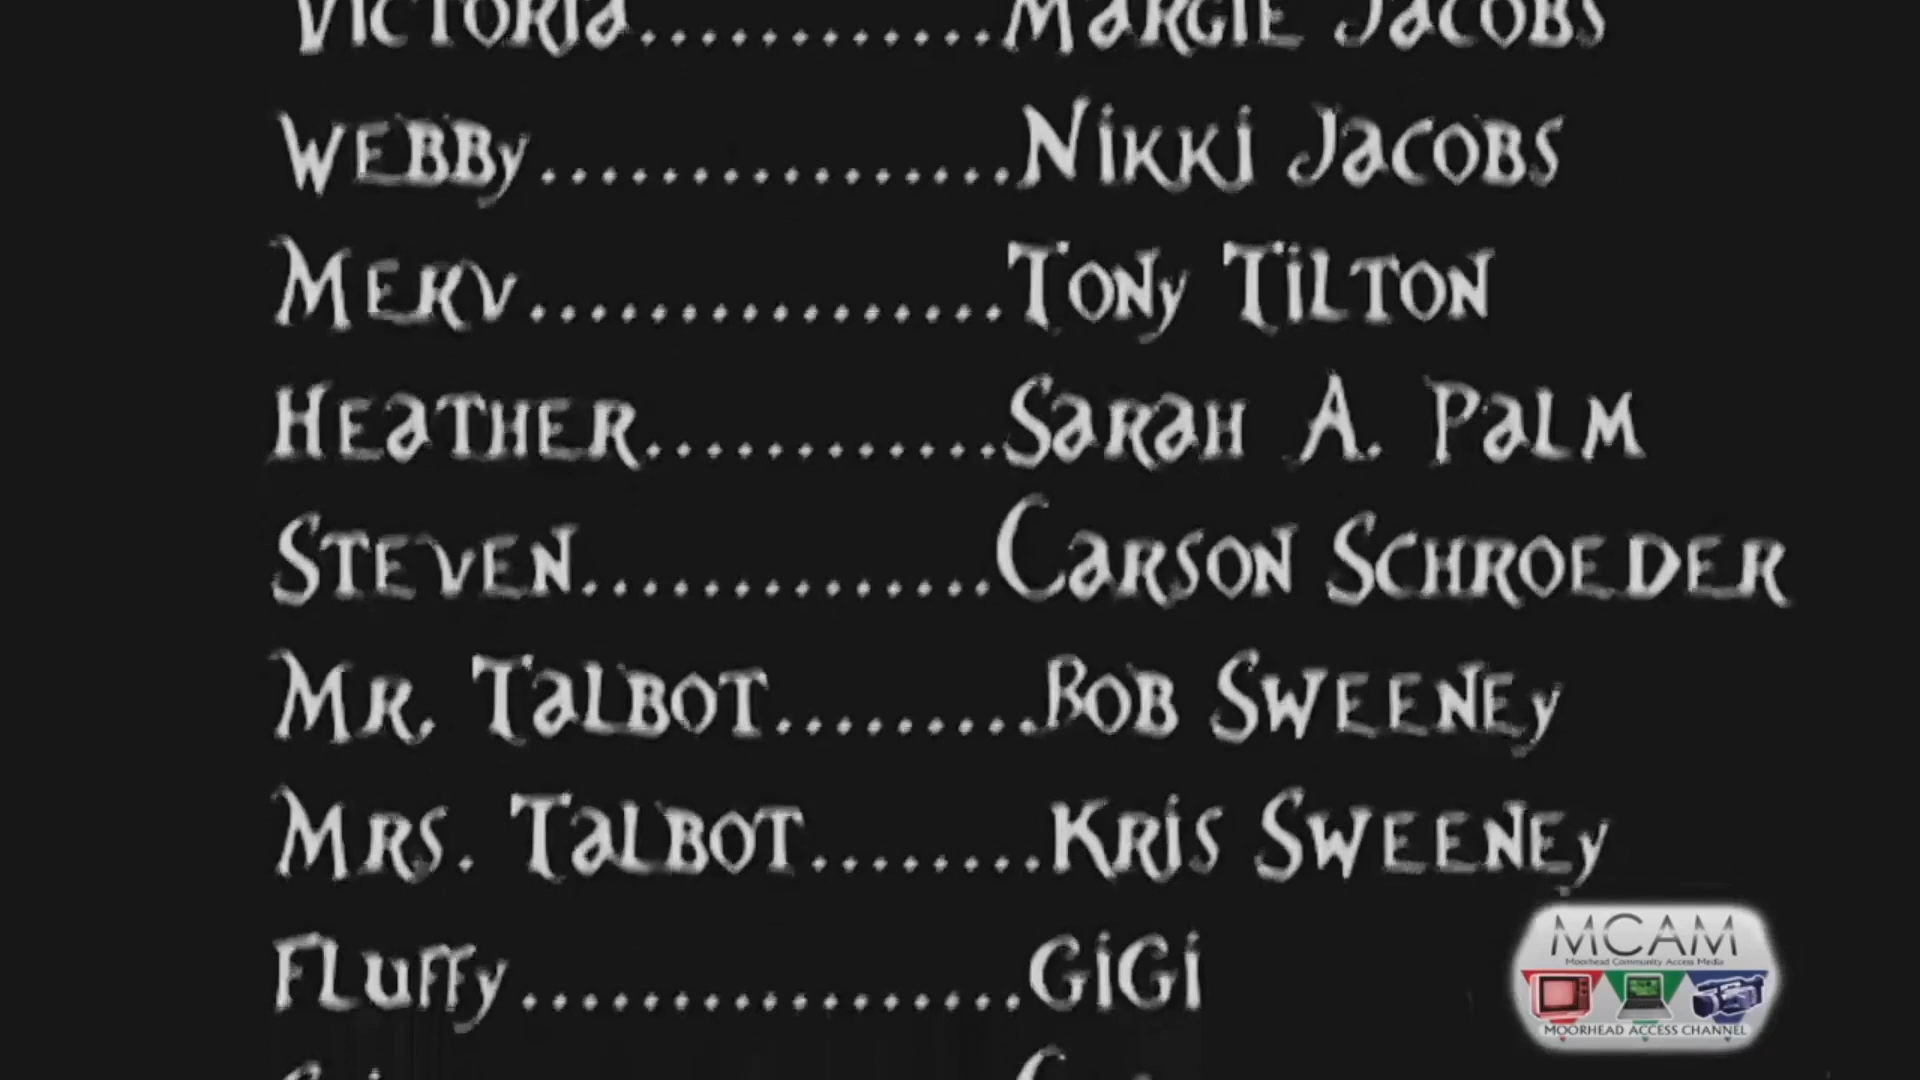 Victoria............Margie Jacobs
Webby................Nikki Jacobs
Merv................Tony Tilton
Heather............Sarah A. Palm
Steven..............Carson Schroeder
Mr. Talbot.........Bob Sweeney
Mrs. Talbot........Kris Sweeney
Fluffy.................GiGi
MCAM
Moorhead Community Access Media
MOORHEAD ACCESS CHANNEL